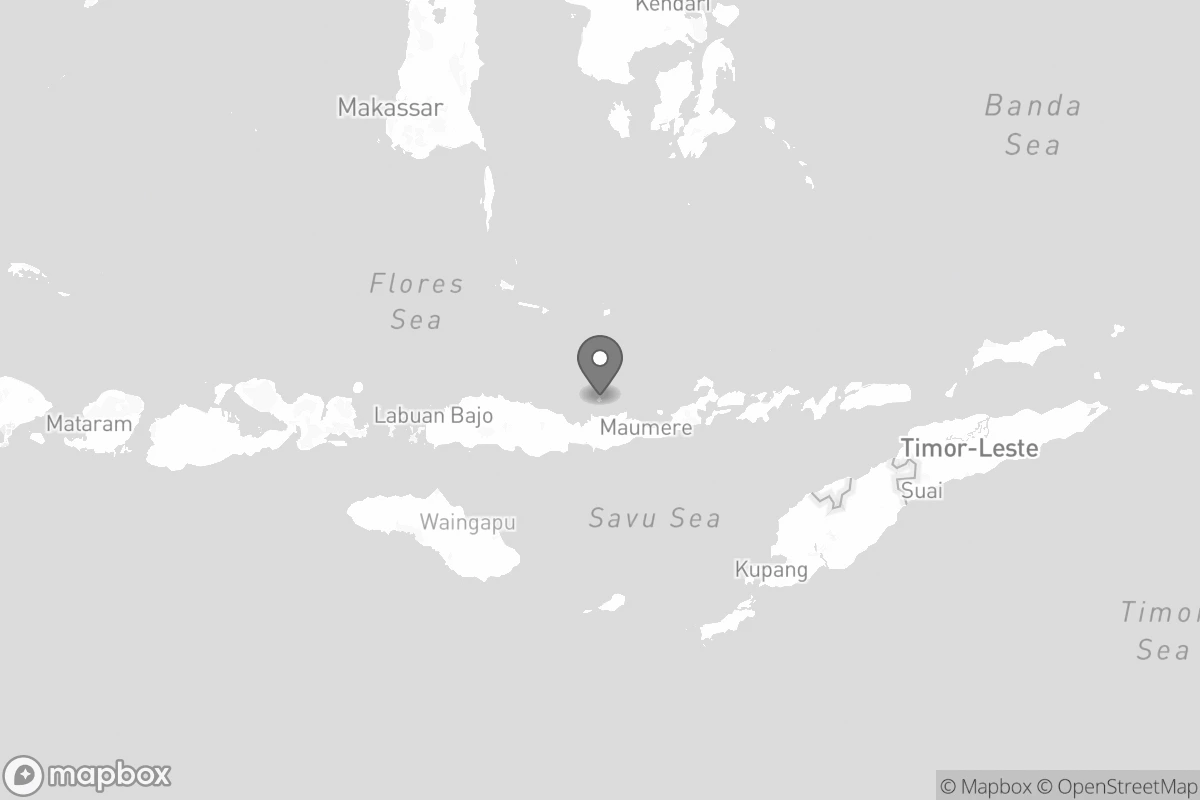 Kendari
Makassar
Banda
Sea
Flores
Sea
Mataram
Labuan Bajo
Maumere
Timor-Leste
Suai
Waingapu
Savu Sea
Kupang
Timor
Sea
mapbox
© Mapbox © OpenStreetMap